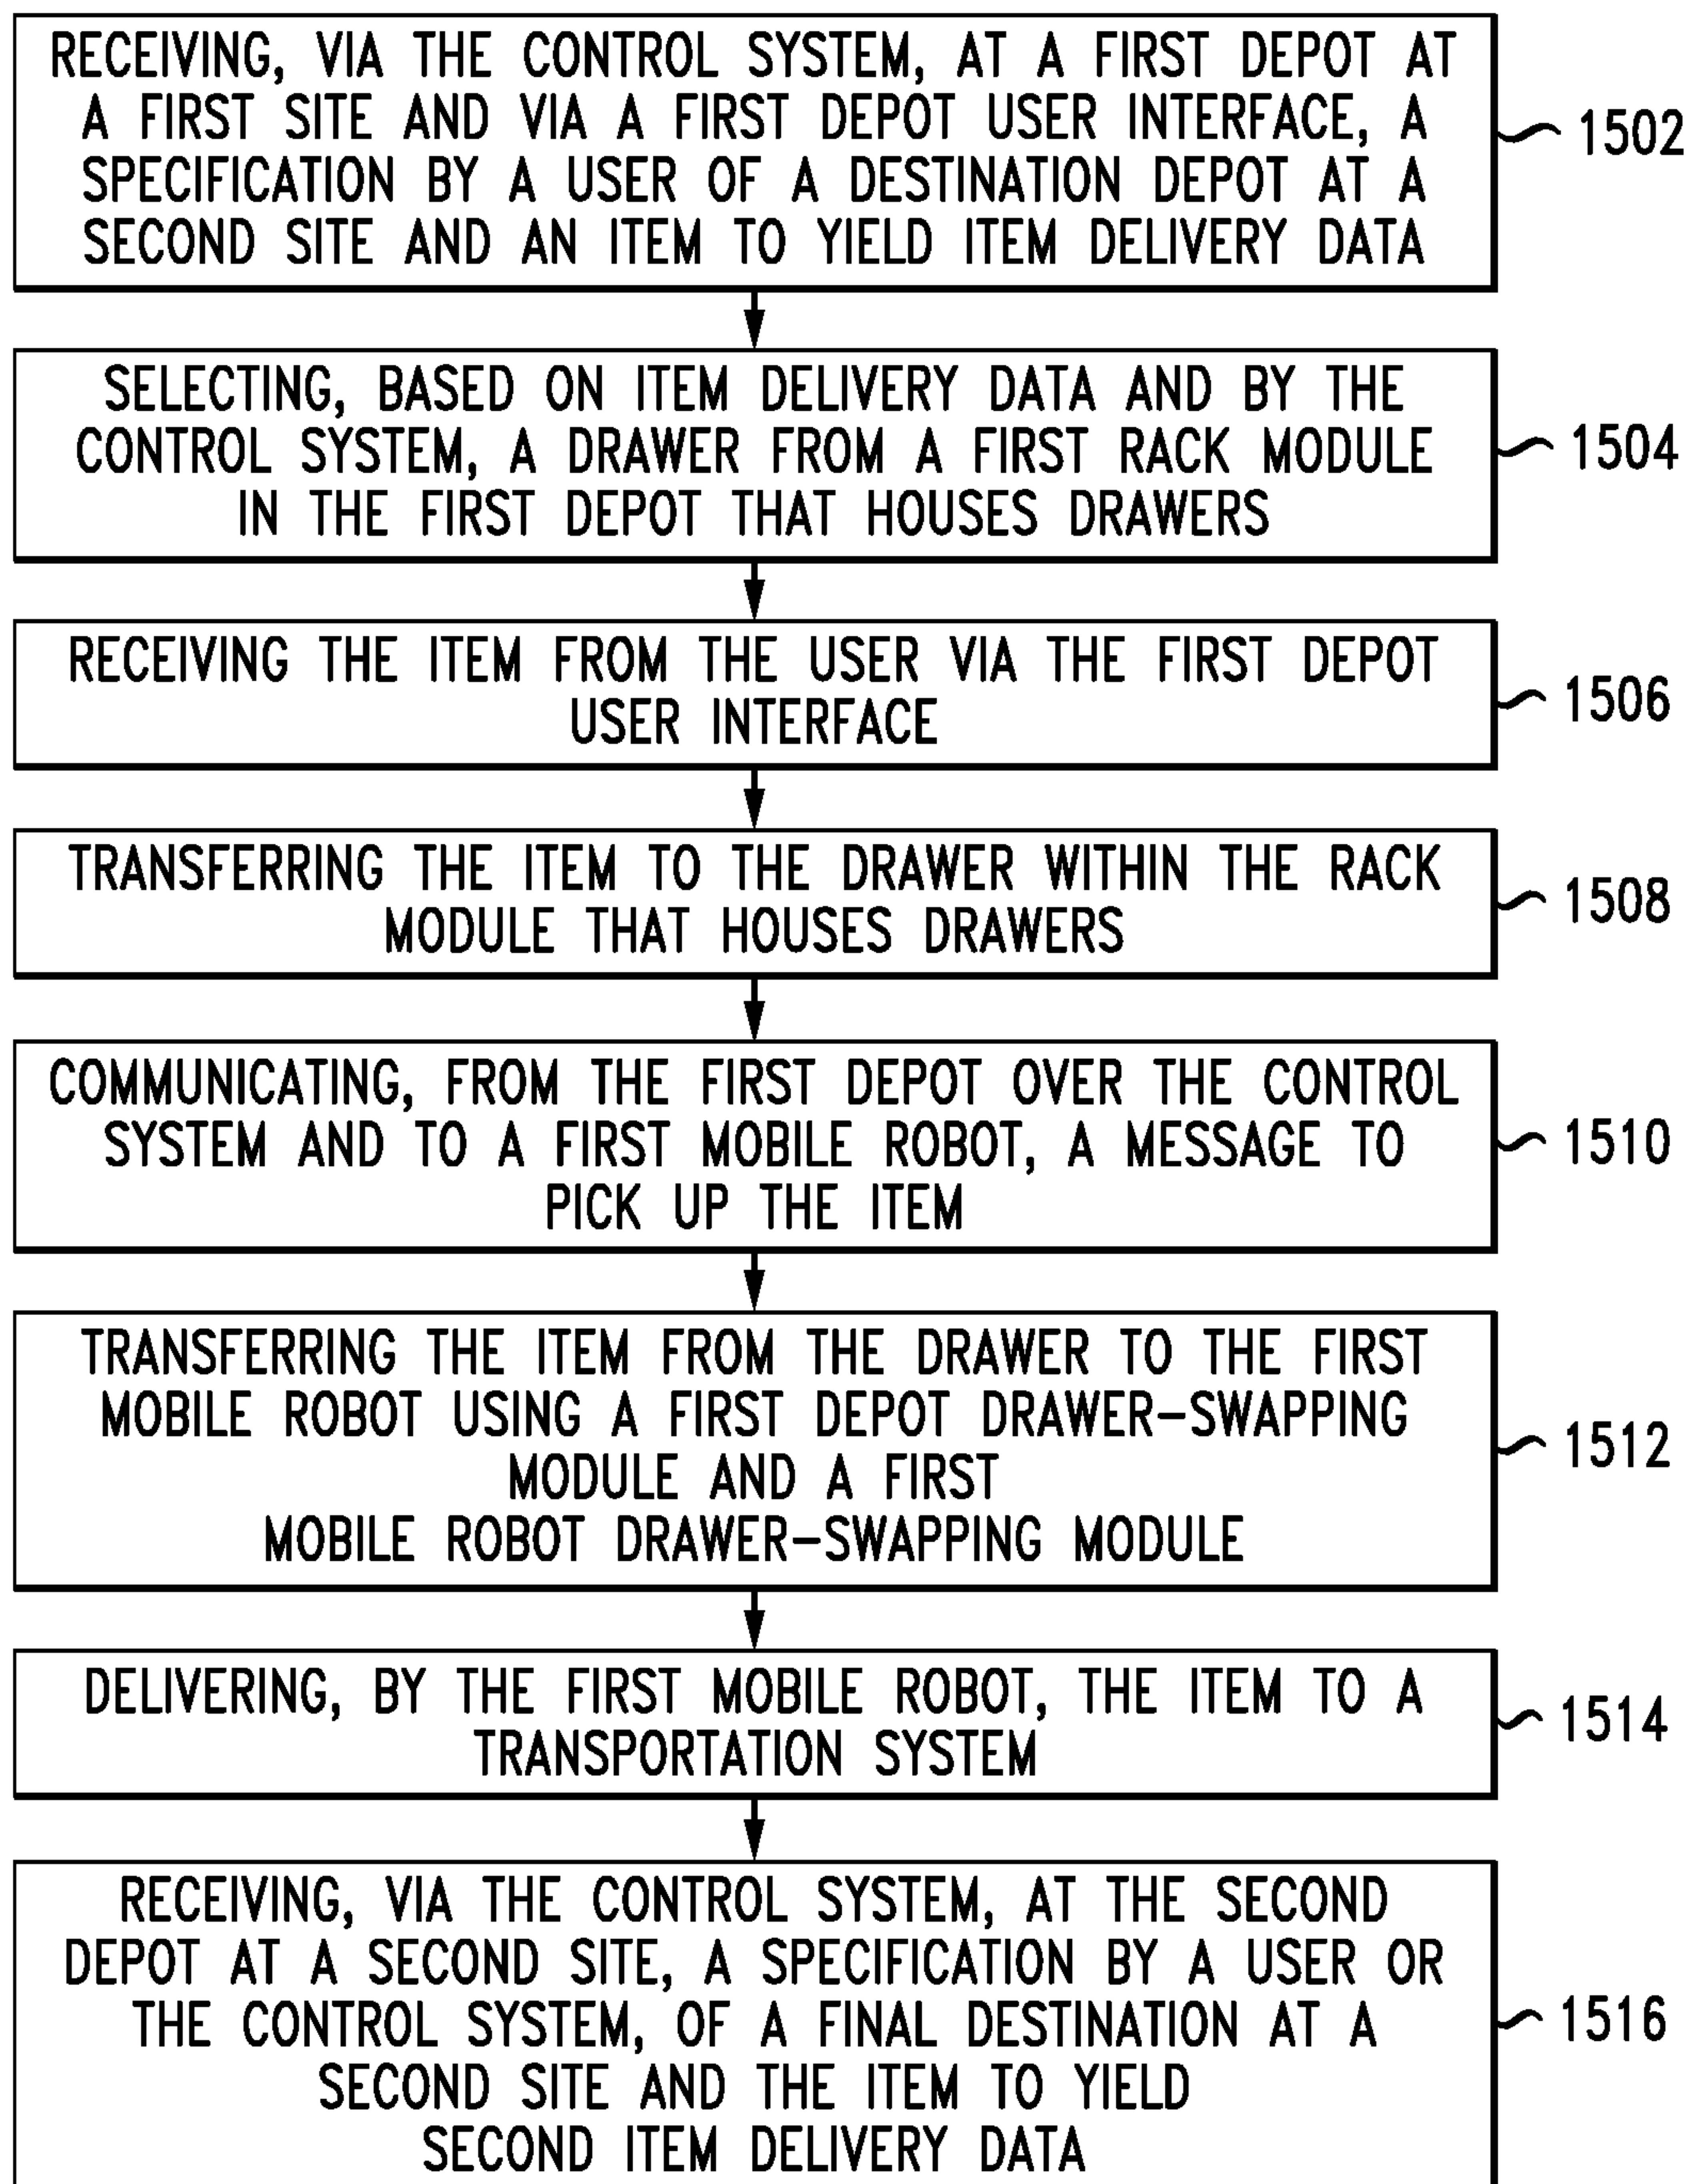 RECEIVING, VIA THE CONTROL SYSTEM, AT A FIRST DEPOT AT
A FIRST SITE AND VIA A FIRST DEPOT USER INTERFACE, A
SPECIFICATION BY A USER OF A DESTINATION DEPOT AT A
SECOND SITE AND AN ITEM TO YIELD ITEM DELIVERY DATA
1502
SELECTING, BASED ON ITEM DELIVERY DATA AND BY THE
CONTROL SYSTEM, A DRAWER FROM A FIRST RACK MODULE
IN THE FIRST DEPOT THAT HOUSES DRAWERS
1504
RECEIVING THE ITEM FROM THE USER VIA THE FIRST DEPOT
USER INTERFACE
1506
TRANSFERRING THE ITEM TO THE DRAWER WITHIN THE RACK
MODULE THAT HOUSES DRAWERS
1508
COMMUNICATING, FROM THE FIRST DEPOT OVER THE CONTROL
SYSTEM AND TO A FIRST MOBILE ROBOT, A MESSAGE TO
PICK UP THE ITEM
1510
TRANSFERRING THE ITEM FROM THE DRAWER TO THE FIRST
MOBILE ROBOT USING A FIRST DEPOT DRAWER-SWAPPING
MODULE AND A FIRST
MOBILE ROBOT DRAWER-SWAPPING MODULE
1512
DELIVERING, BY THE FIRST MOBILE ROBOT, THE ITEM TO A
TRANSPORTATION SYSTEM
1514
RECEIVING, VIA THE CONTROL SYSTEM, AT THE SECOND
DEPOT AT A SECOND SITE, A SPECIFICATION BY A USER OR
THE CONTROL SYSTEM, OF A FINAL DESTINATION AT A
SECOND SITE AND THE ITEM TO YIELD
SECOND ITEM DELIVERY DATA
1516